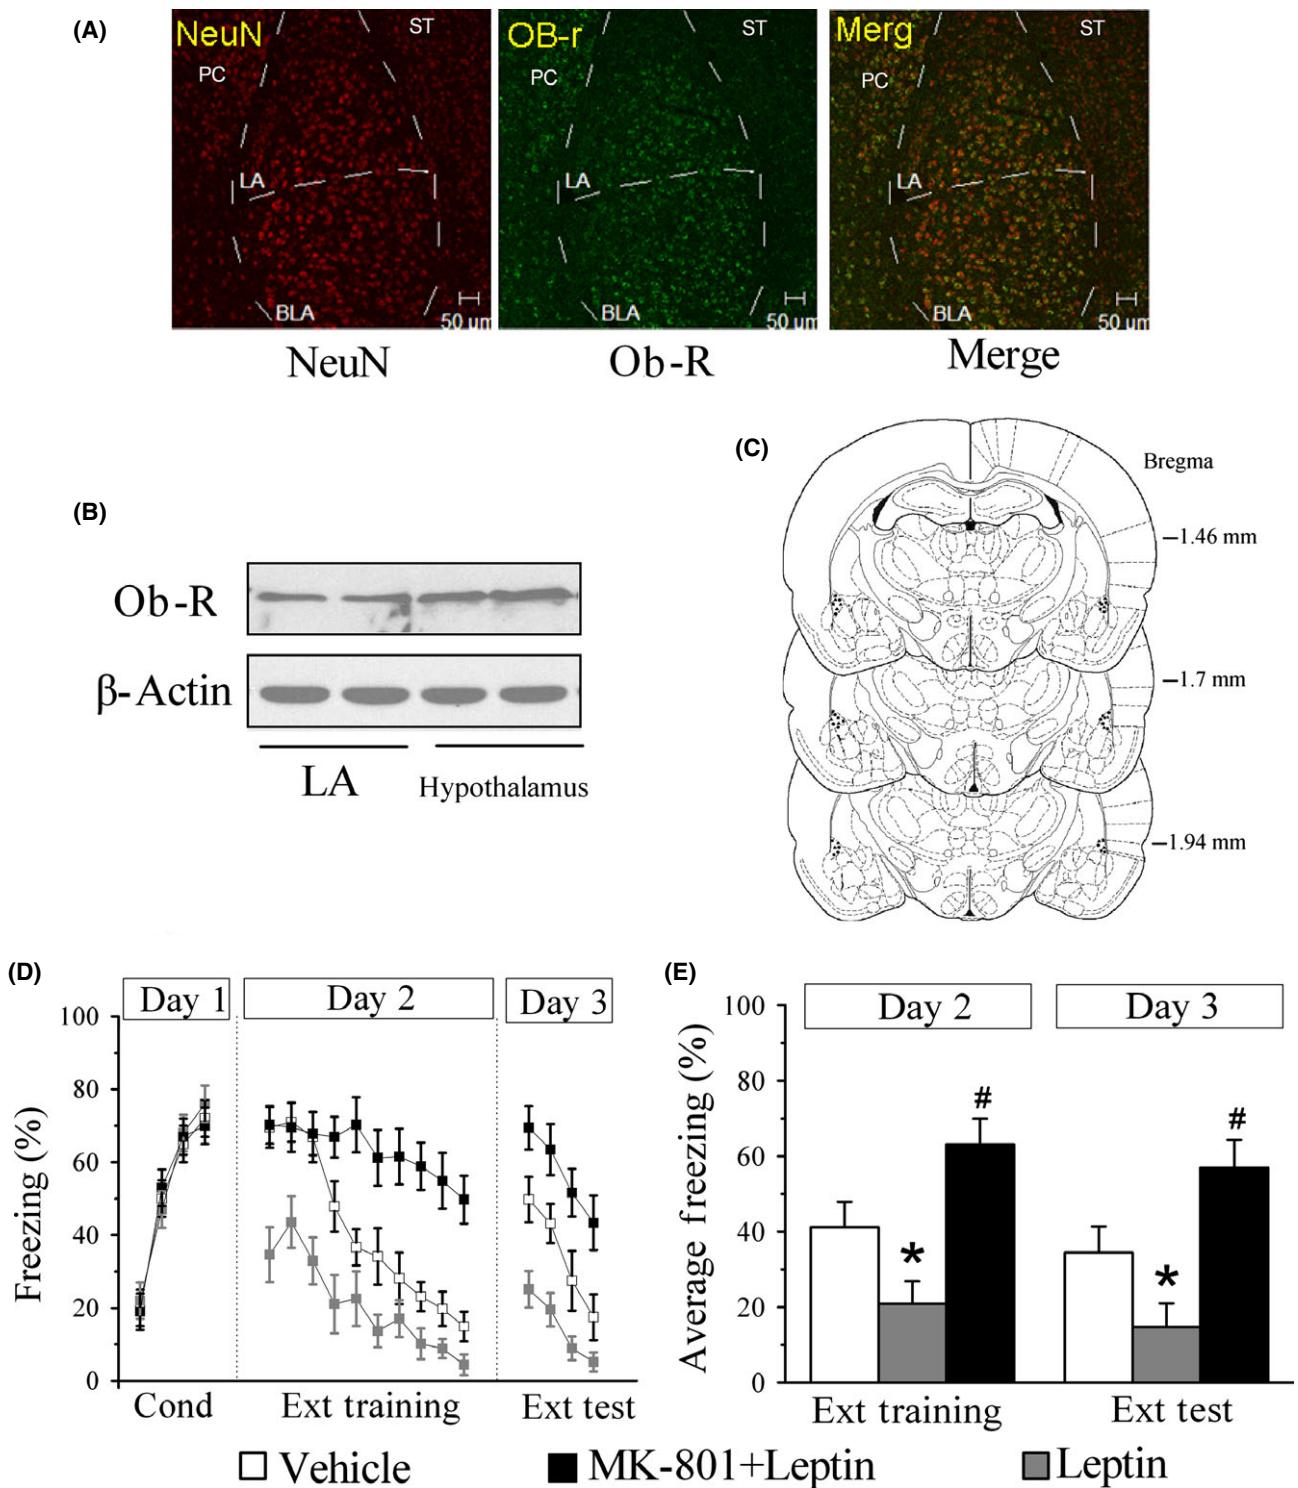 (A)
NeuN
ST
PC
LA
BLA
50 um
OB-r
ST
PC
LA
BLA
50 um
Merg
ST
PC
LA
BLA
50 um
NeuN
Ob-R
Merge
(B)
Ob-R
β-Actin
LA
Hypothalamus
(C)
Bregma
–1.46 mm
–1.7 mm
–1.94 mm
(D)
Day 1
Day 2
Day 3
Freezing (%)
100
80
60
40
20
0
Cond
Ext training
Ext test
(E)
Day 2
Day 3
Average freezing (%)
100
80
60
40
20
0
*
#
*
#
Ext training
Ext test
Vehicle
MK-801+Leptin
Leptin